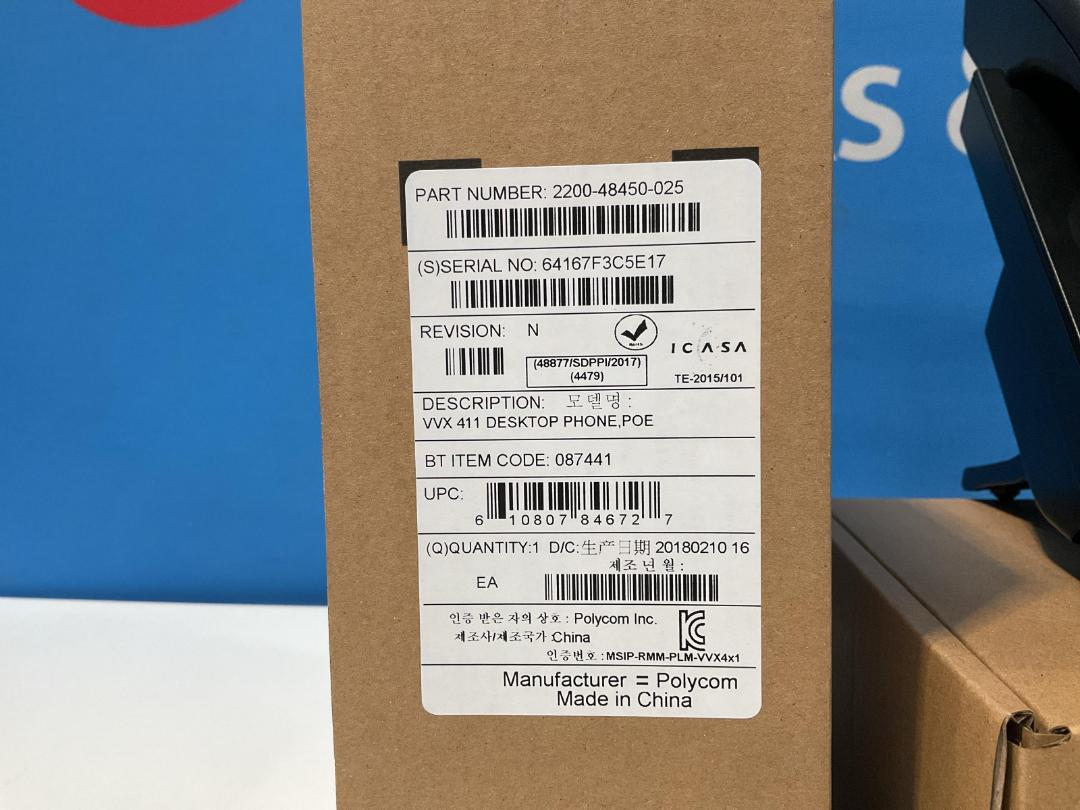 s &
PART NUMBER: 2200-48450-025
(S)SERIAL NO: 64167F3C5E17
REVISION: N
RoHS
(48877/SDPPI/2017)
(4479)
ICASA
TE-2015/101
DESCRIPTION: 모델명 :
VVX 411 DESKTOP PHONE,POE
BT ITEM CODE: 087441
UPC:
6 10807 84672 7
(Q)QUANTITY:1 D/C:生产日期 20180210 16
제조 년 월 :
EA
인증 받은 자의 상호 : Polycom Inc.
제조사/제조국가 :China
인증번호 : MSIP-RMM-PLM-VVX4x1
Manufacturer = Polycom
Made in China